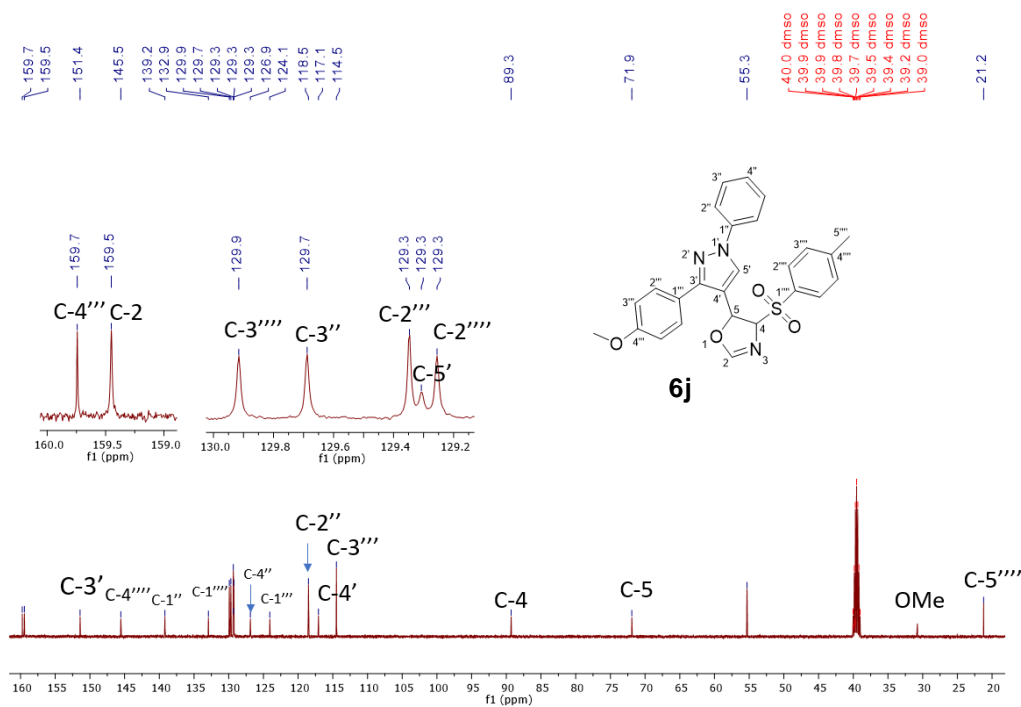 159.7
159.5
151.4
145.5
139.2
132.9
129.9
129.7
129.3
129.3
129.3
126.9
124.1
118.5
117.1
114.5
89.3
71.9
55.3
40.0 dmso
39.9 dmso
39.9 dmso
39.8 dmso
39.7 dmso
39.5 dmso
39.4 dmso
39.2 dmso
39.0 dmso
21.2
159.7
159.5
129.9
129.7
129.3
129.3
129.3
C-4''' C-2
C-3''''
C-3''
C-2'''
C-5'
C-2''''
160.0 159.5 159.0
f1 (ppm)
130.0 129.8 129.6 129.4 129.2
f1 (ppm)
3'' 4''
2''
1''
N 1'
2' N
5'
3'
4'
2'''
3'''
1'''
4'''
O
5
4
O
1
2
N 3
S
O
O
1''''
2''''
3''''
4''''
5''''
6j
C-3'
C-4''''
C-1''
C-1''''
C-4''
C-1'''
C-2''
C-4'
C-3'''
C-4
C-5
OMe
C-5''''
160 155 150 145 140 135 130 125 120 115 110 105 100 95 90 85 80 75 70 65 60 55 50 45 40 35 30 25 20
f1 (ppm)